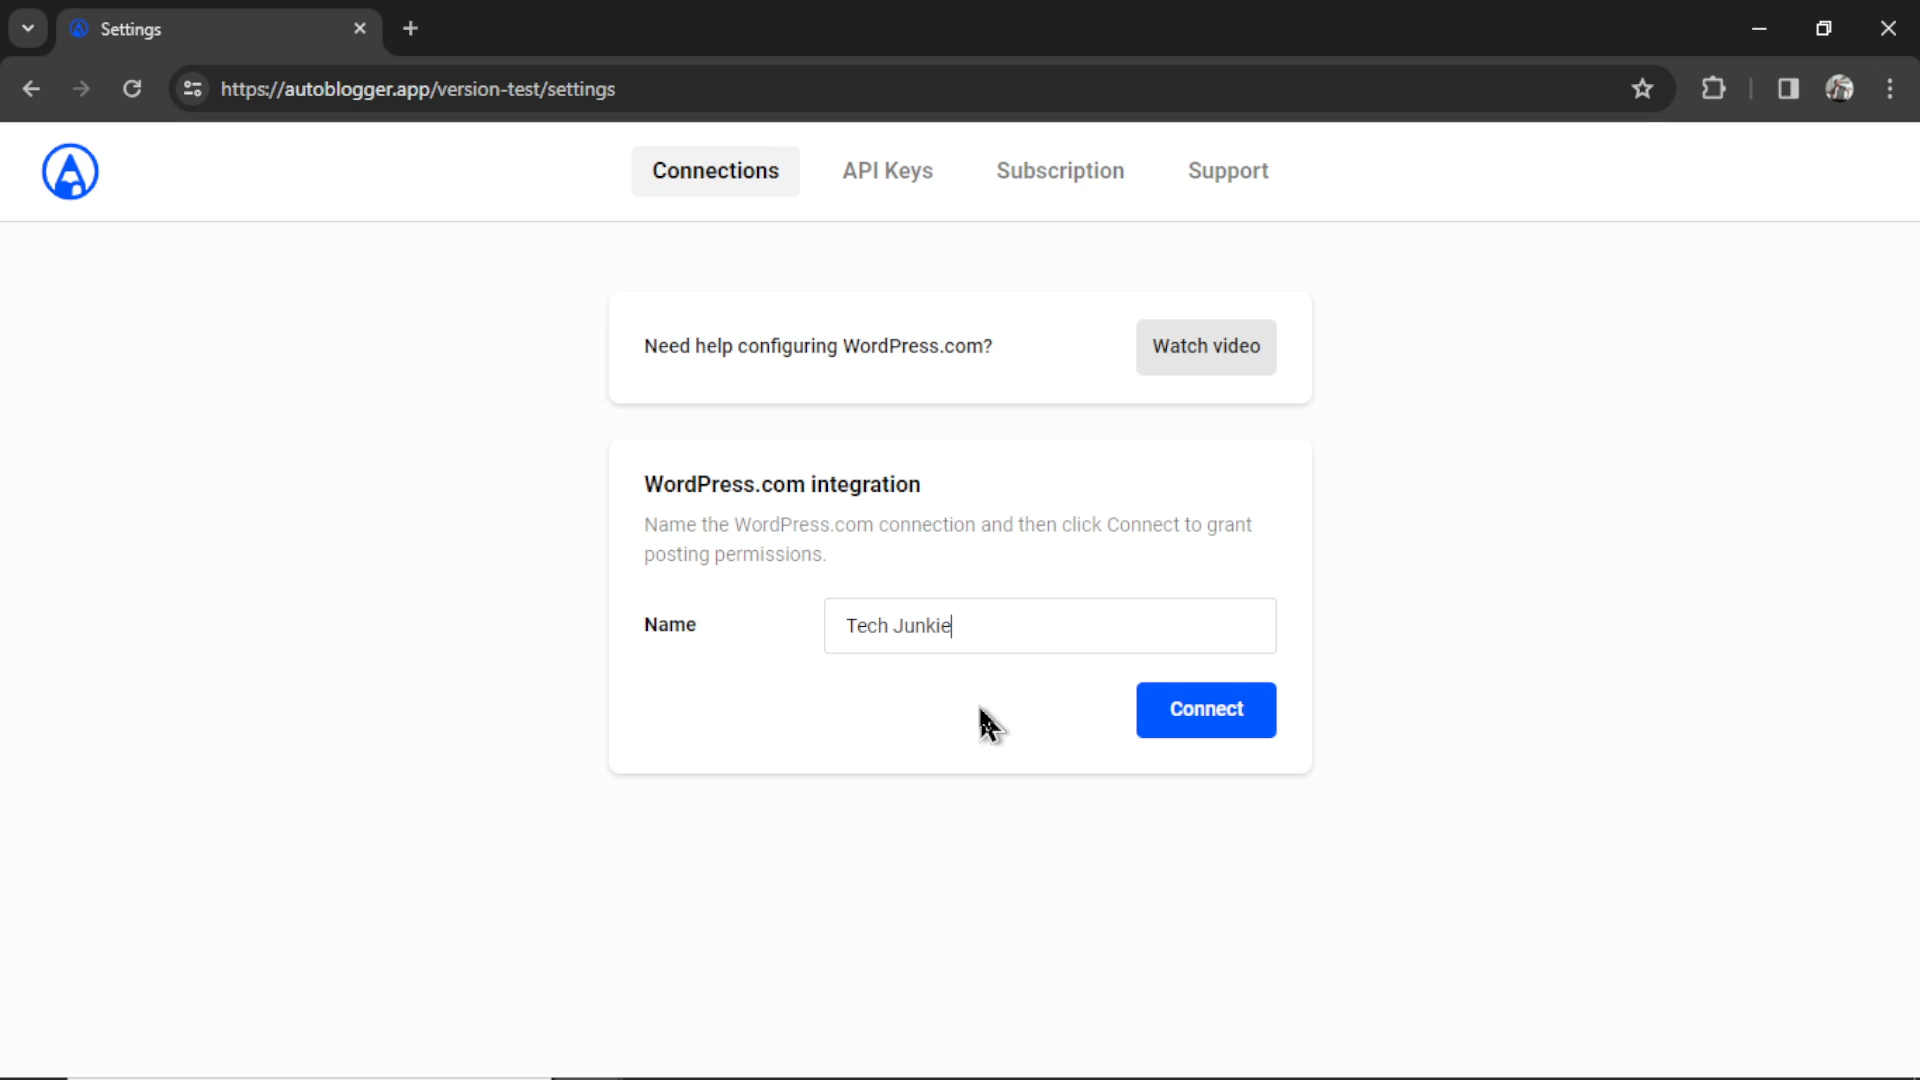 Settings
https://autoblogger.app/version-test/settings
Connections
API Keys
Subscription
Support
Need help configuring WordPress.com?
Watch video
WordPress.com integration
Name the WordPress.com connection and then click Connect to grant
posting permissions.
Name
Tech Junkie
Connect